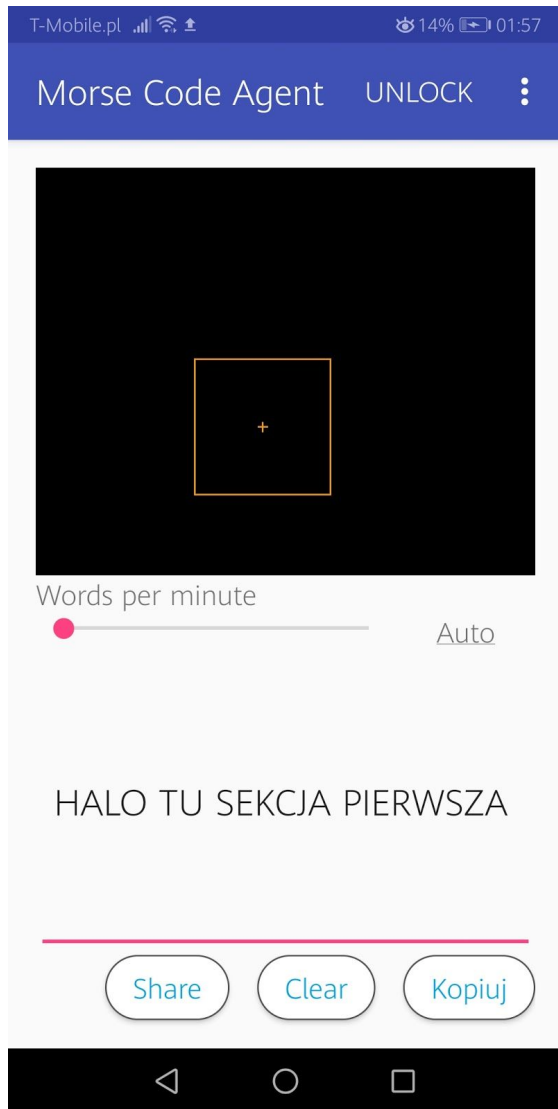 T-Mobile.pl 14% 01:57
Morse Code Agent UNLOCK
Words per minute
Auto
HALO TU SEKCJA PIERWSZA
Share Clear Kopiuj